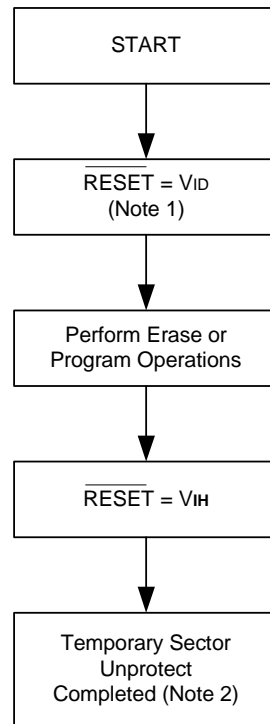 START
RESET = VID
(Note 1)
Perform Erase or
Program Operations
RESET = VIH
Temporary Sector
Unprotect
Completed (Note 2)